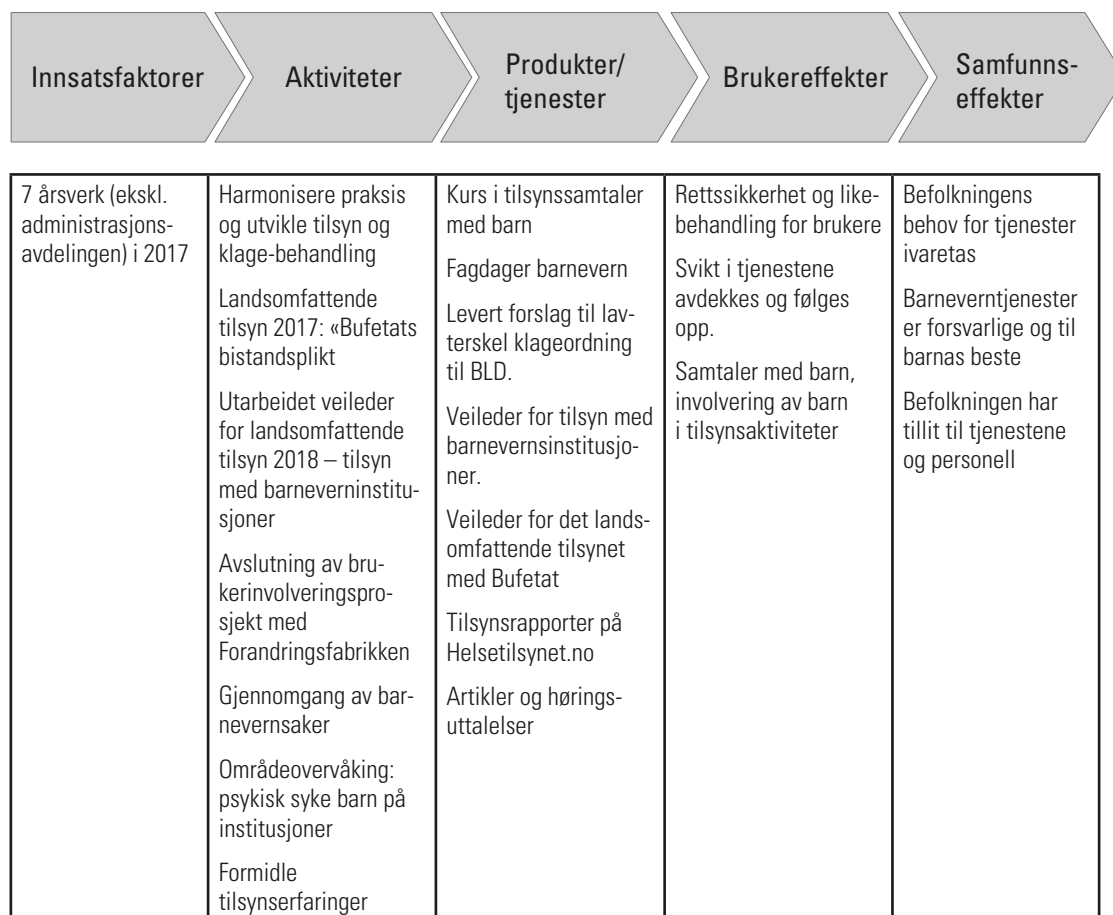 Innsatsfaktorer
Aktiviteter
Produkter/
tjenester
Brukereffekter
Samfunns-
effekter
7 årsverk (ekskl.
administrasjons-
avdelingen) i 2017
Harmonisere praksis
og utvikle tilsyn og
klage-behandling
Landsomfattende
tilsyn 2017: «Bufetats
bistandsplikt
Utarbeidet veileder
for landsomfattende
tilsyn 2018 – tilsyn
med barneverninstitu-
sjoner
Avslutning av bru-
kerinvolveringspro-
sjekt med
Forandringsfabrikken
Gjennomgang av bar-
nevernsaker
Områdeovervåking:
psykisk syke barn på
institusjoner
Formidle
tilsynserfaringer
Kurs i tilsynssamtaler
med barn
Fagdager barnevern
Levert forslag til lav-
terskel klageordning
til BLD.
Veileder for tilsyn med
barnevernsinstitusjo-
ner.
Veileder for det lands-
omfattende tilsynet
med Bufetat
Tilsynsrapporter på
Helsetilsynet.no
Artikler og hørings-
uttalelser
Rettssikkerhet og like-
behandling for brukere
Svikt i tjenestene
avdekkes og følges
opp.
Samtaler med barn,
involvering av barn
i tilsynsaktiviteter
Befolkningens
behov for tjenester
ivaretas
Barneverntjenester
er forsvarlige og til
barnas beste
Befolkningen har
tillit til tjenestene
og personell